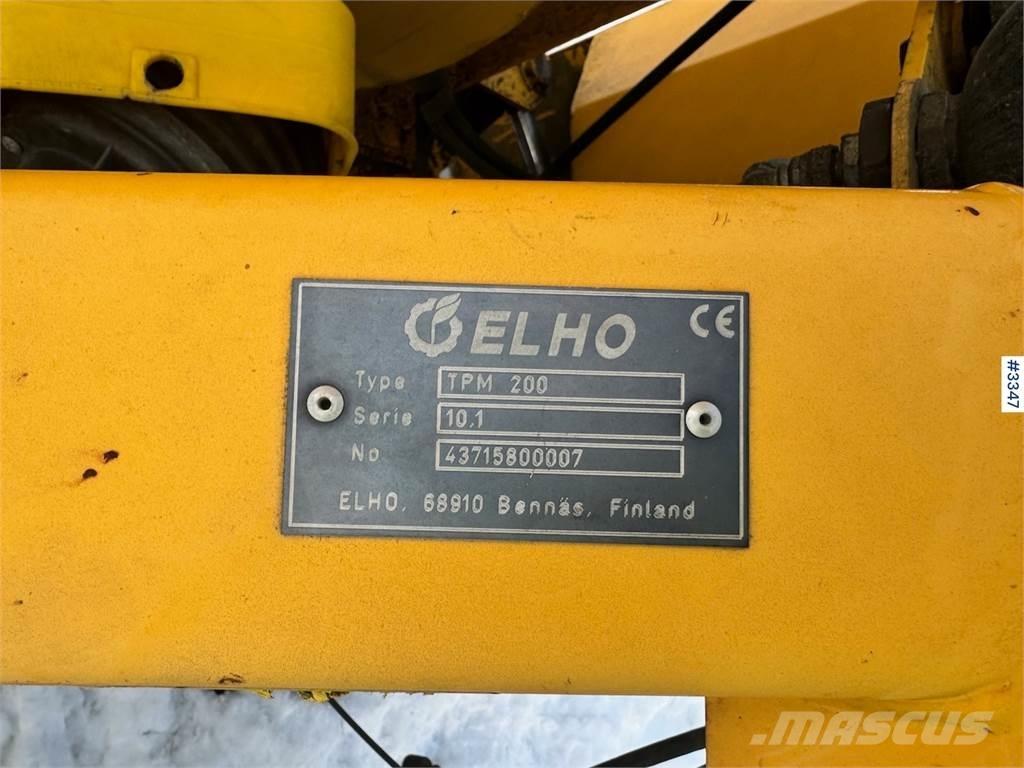 ELHO CE
Type TPM 200
Serie 10.1
No 43715800007
ELHO, 68910 Bennäs, Finland
#3347
MASCUS